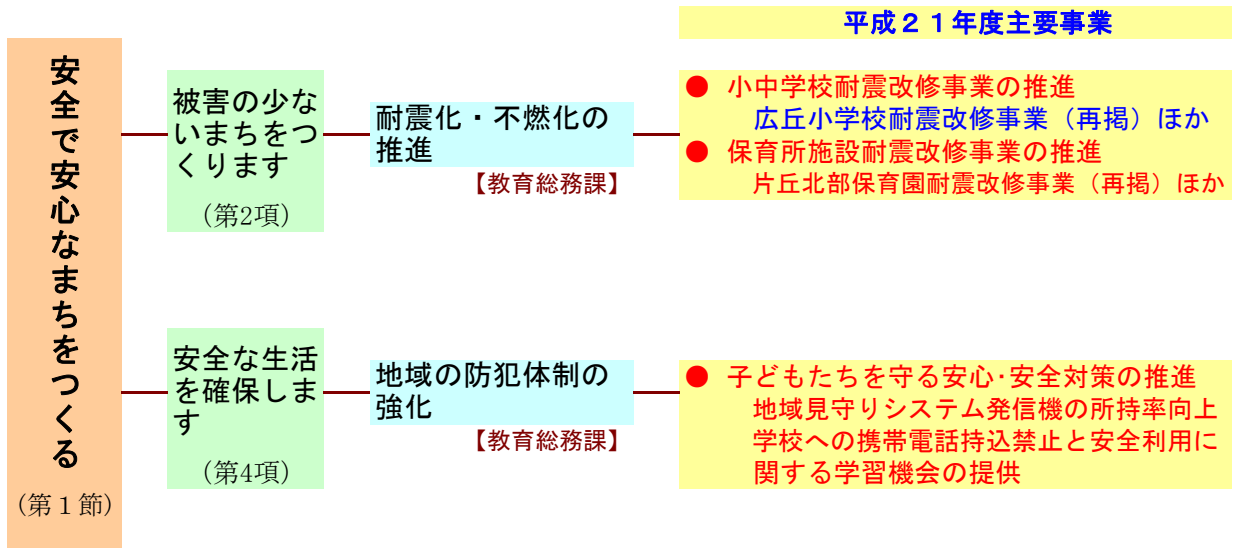 平成２１年度主要事業
安全で安心なまちをつくる
(第１節)
被害の少な
いまちをつ
くります
(第2項)
耐震化・不燃化の
推進
【教育総務課】
● 小中学校耐震改修事業の推進
広丘小学校耐震改修事業（再掲）ほか
● 保育所施設耐震改修事業の推進
片丘北部保育園耐震改修事業（再掲）ほか
安全な生活
を確保しま
す
(第4項)
地域の防犯体制の
強化
【教育総務課】
● 子どもたちを守る安心･安全対策の推進
地域見守りシステム発信機の所持率向上
学校への携帯電話持込禁止と安全利用に
関する学習機会の提供